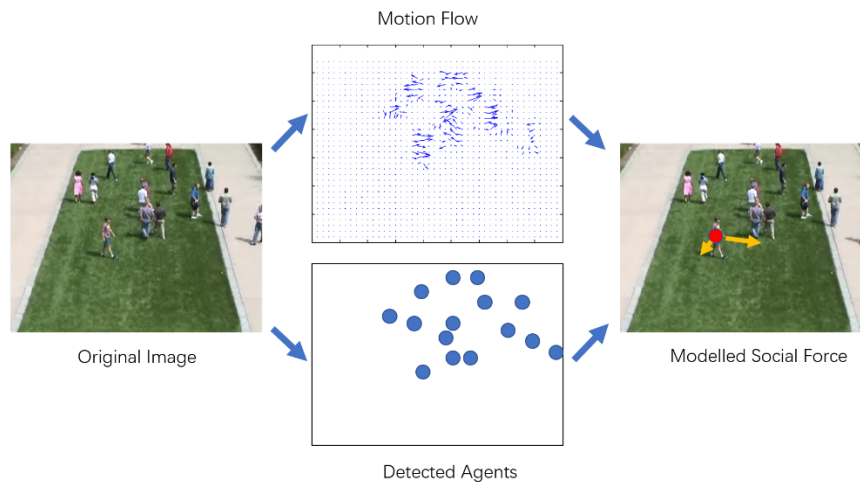 Motion Flow
Original Image
Modelled Social Force
Detected Agents